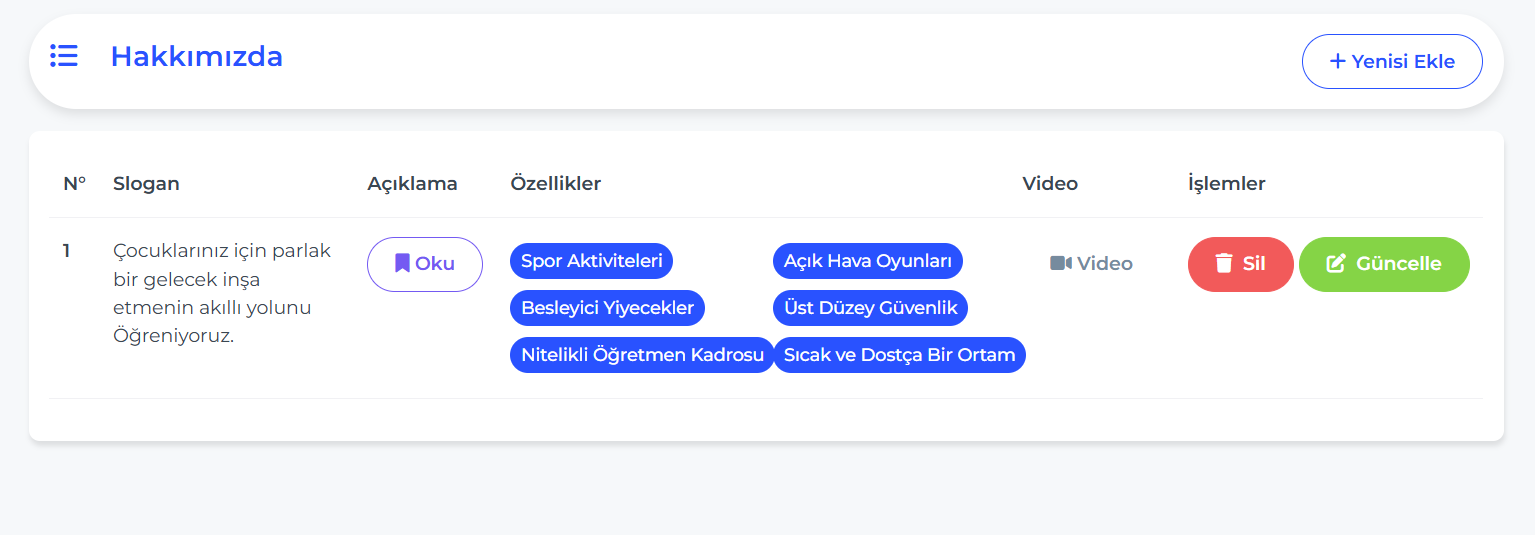 Hakkımızda
+ Yenisi Ekle
N° Slogan Açıklama Özellikler Video İşlemler
1
Çocuklarınız için parlak
bir gelecek inşa
etmenin akıllı yolunu
Öğreniyoruz.
Oku
Spor Aktiviteleri Açık Hava Oyunları
Besleyici Yiyecekler Üst Düzey Güvenlik
Nitelikli Öğretmen Kadrosu Sıcak ve Dostça Bir Ortam
Video
Sil
Güncelle